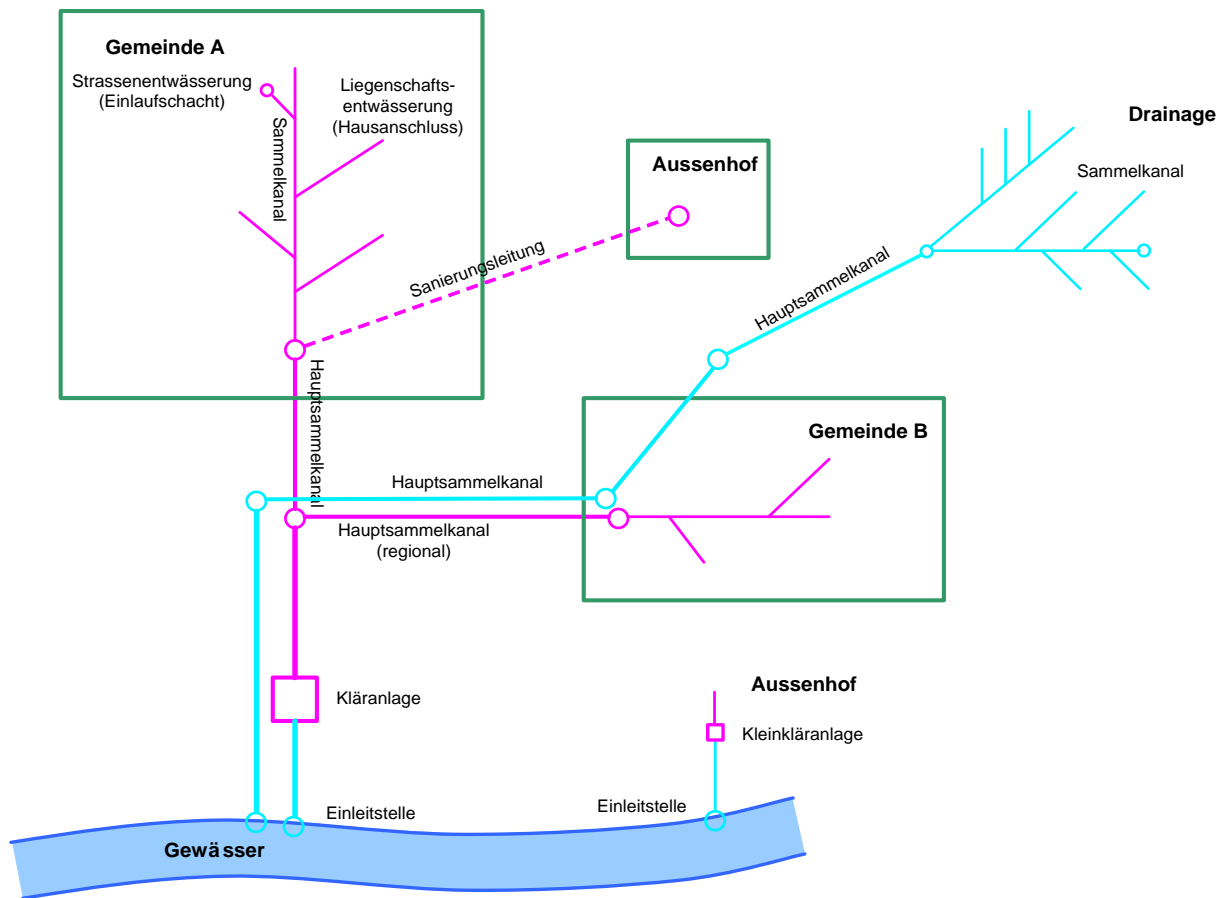 Gemeinde A
Strassenentwässerung
(Einlaufschacht)
Liegenschafts-
entwässerung
(Hausanschluss)
Sammelkanal
Drainage
Aussenhof
Sammelkanal
Sanierungsleitung
Hauptsammelkanal
Hauptsammelkanal
Gemeinde B
Hauptsammelkanal
Hauptsammelkanal
(regional)
Aussenhof
Kläranlage
Kleinkläranlage
Einleitstelle
Einleitstelle
Gewässer